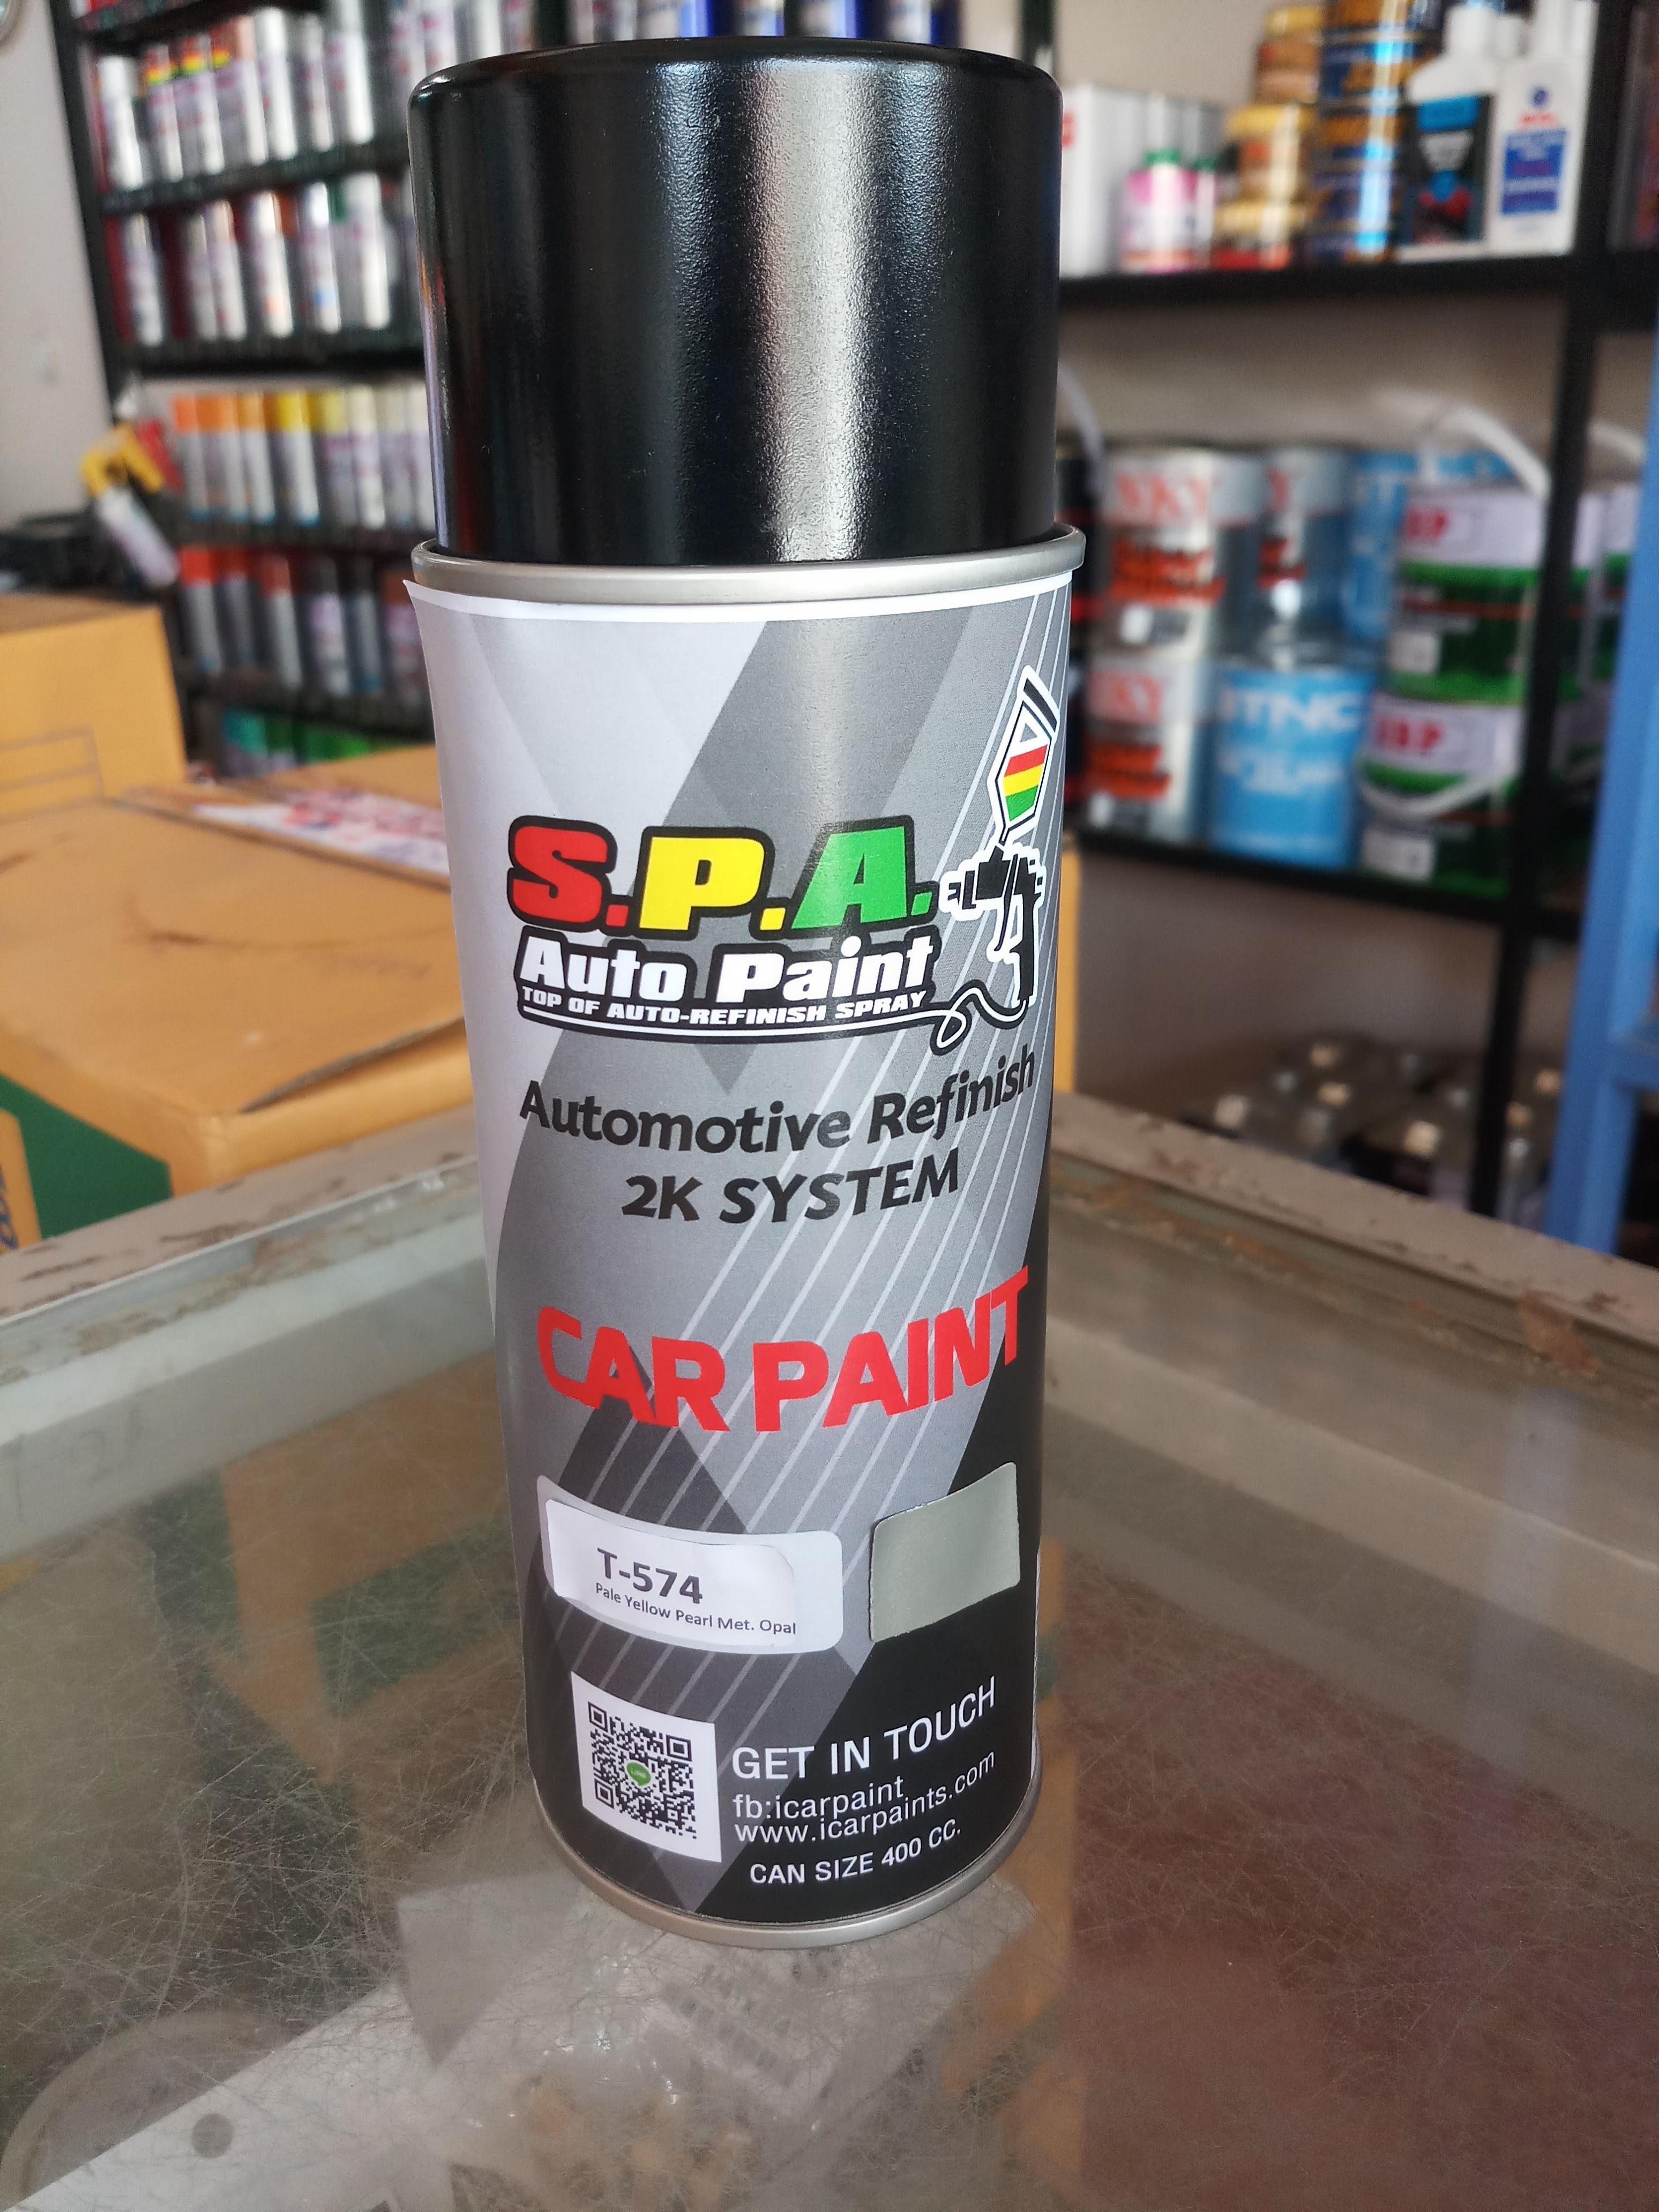 S.P.A.
Auto Paint
TOP OF AUTO-REFINISH SPRAY
Automotive Refinish
2K SYSTEM
CAR PAINT
T-574
Pale Yellow Pearl Met. Opal
GET IN TOUCH
fb:icarpaint
www.icarpaints.com
CAN SIZE 400 CC.
TNC